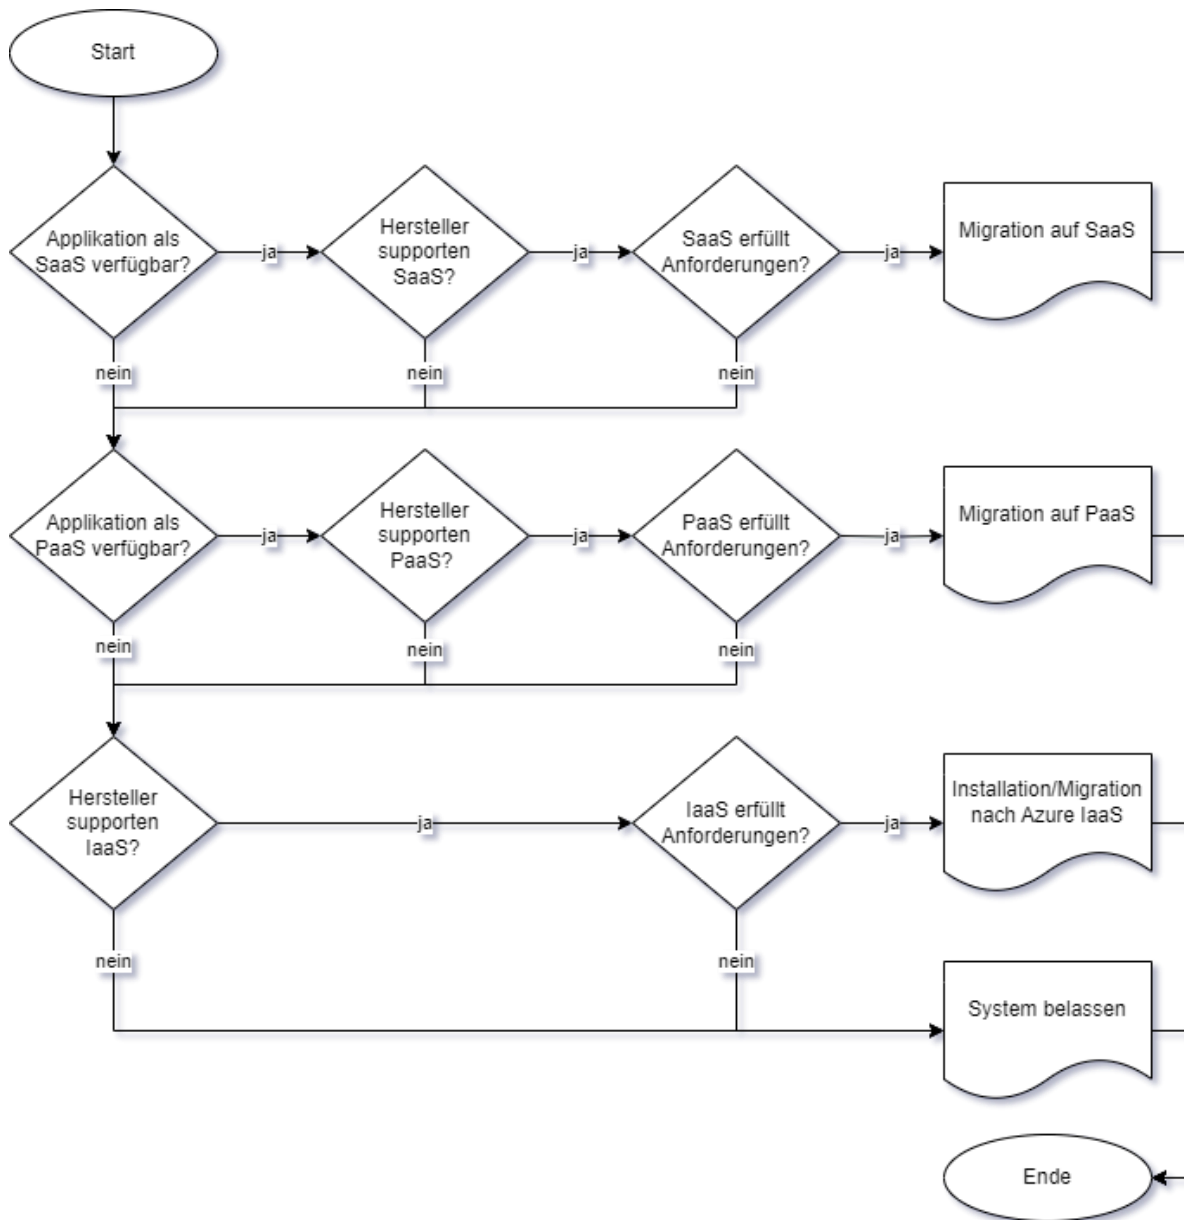 Start
Applikation als
SaaS verfügbar?
ja
Hersteller
supporten
SaaS?
ja
SaaS erfüllt
Anforderungen?
ja
Migration auf SaaS
nein
nein
nein
Applikation als
PaaS verfügbar?
ja
Hersteller
supporten
PaaS?
ja
PaaS erfüllt
Anforderungen?
ja
Migration auf PaaS
nein
nein
nein
Hersteller
supporten
IaaS?
ja
IaaS erfüllt
Anforderungen?
ja
Installation/Migration
nach Azure IaaS
nein
nein
System belassen
Ende